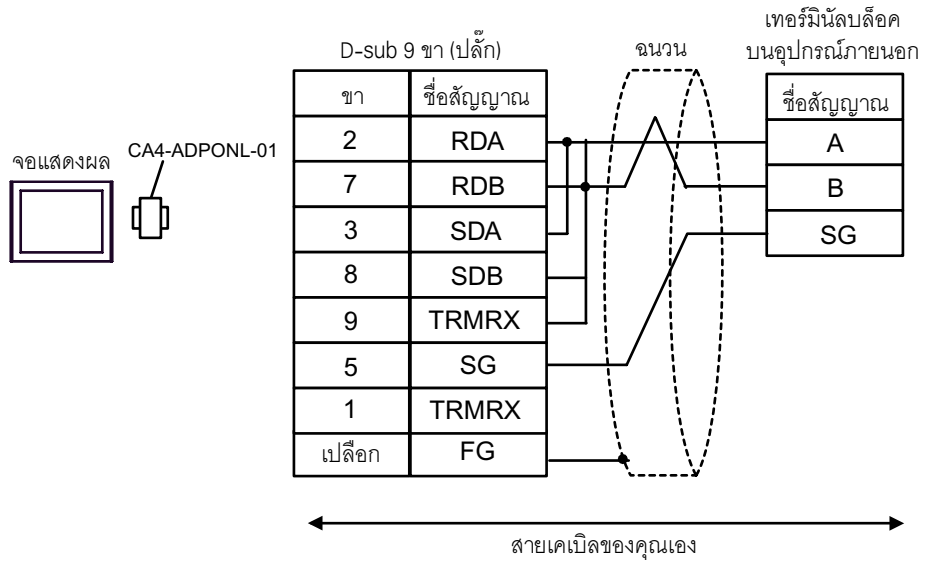 เทอร์มินัลบล็อค
บนอุปกรณ์ภายนอก
D-sub 9 ขา (ปลั๊ก)
ฉนวน
ขา ชื่อสัญญาณ
ชื่อสัญญาณ
2 RDA
A
7 RDB
B
3 SDA
SG
8 SDB
9 TRMRX
5 SG
1 TRMRX
เปลือก FG
จอแสดงผล
CA4-ADPONL-01
สายเคเบิลของคุณเอง